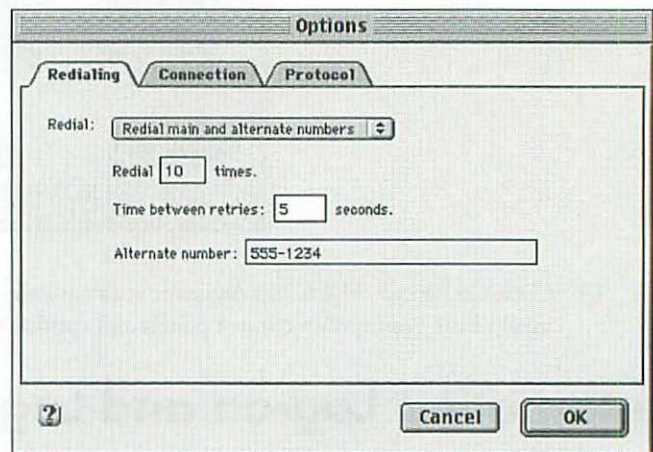 Options
Redialing Connection Protocol
Redial: Redial main and alternate numbers
Redial 10 times.
Time between retries: 5 seconds.
Alternate number: 555-1234
?
Cancel OK